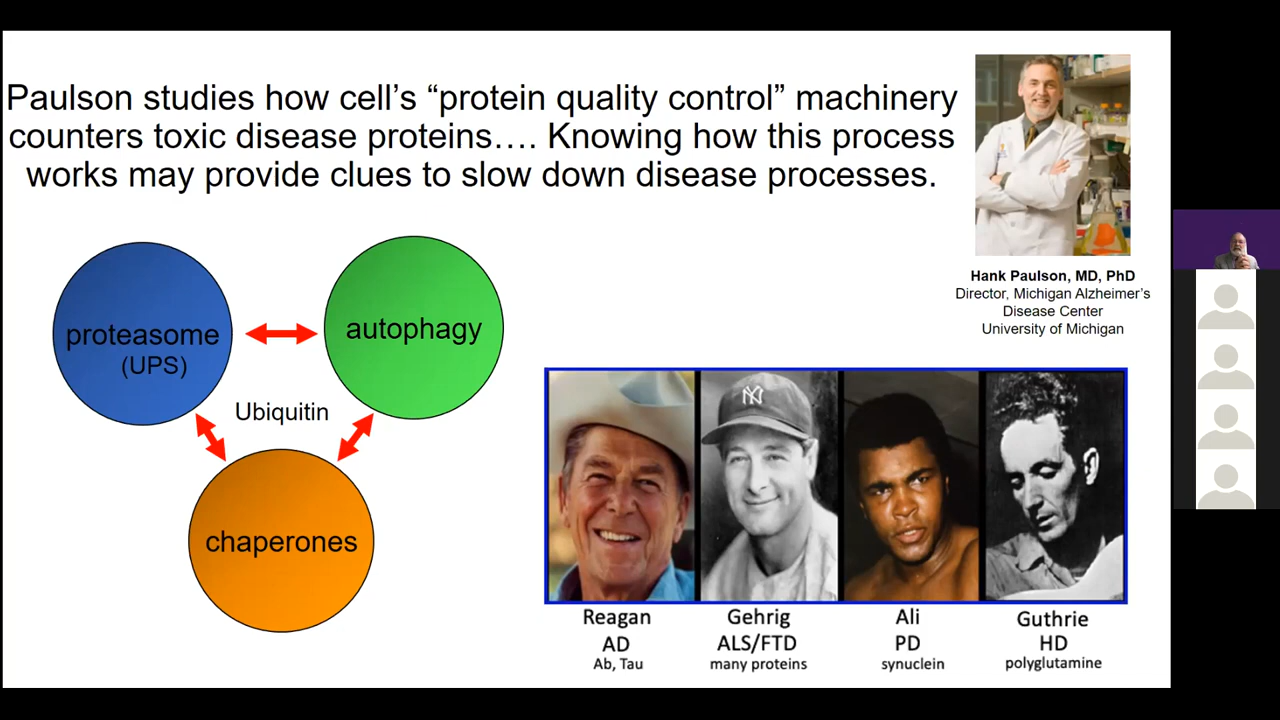 Paulson studies how cell’s “protein quality control” machinery
counters toxic disease proteins…. Knowing how this process
works may provide clues to slow down disease processes.
Hank Paulson, MD, PhD
Director, Michigan Alzheimer’s
Disease Center
University of Michigan
proteasome
(UPS)
autophagy
Ubiquitin
chaperones
NY
Reagan
AD
Ab, Tau
Gehrig
ALS/FTD
many proteins
Ali
PD
synuclein
Guthrie
HD
polyglutamine